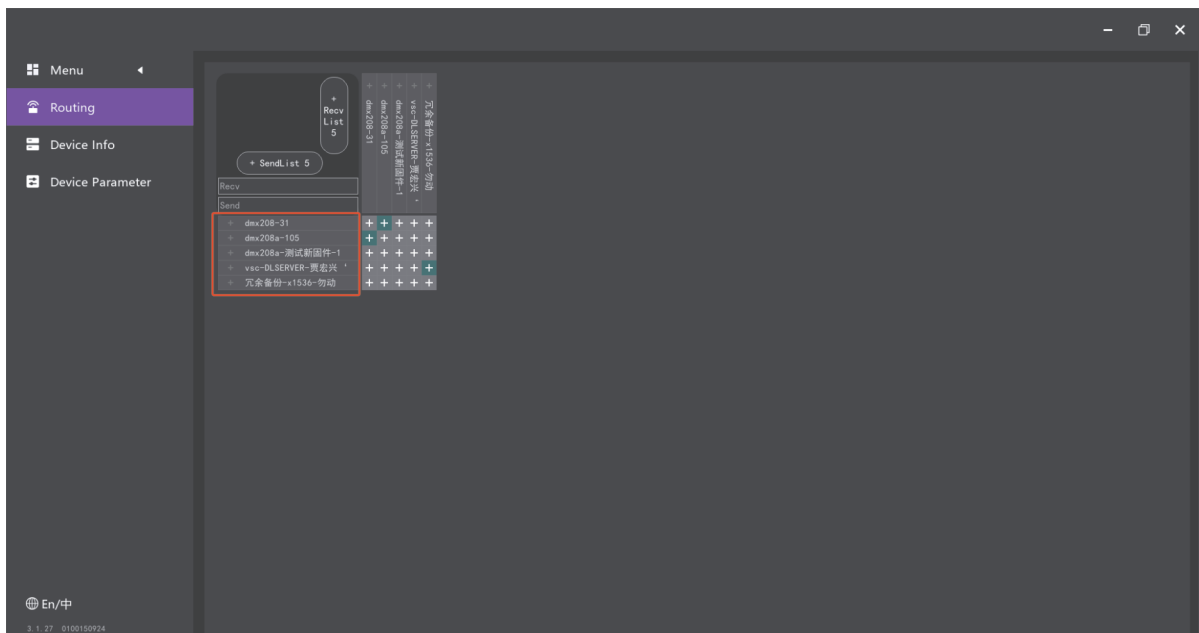 Menu
Routing
Device Info
Device Parameter
+
Recv
List
5
+ SendList 5
dmx208-31
dmx208a-105
dmx208a-测试新固件-1
vsc-DLSERVER-贾宏兴 '
冗余备份-x1536-勿动
Recv
Send
+ dmx208-31
+ dmx208a-105
+ dmx208a-测试新固件-1
+ vsc-DLSERVER-贾宏兴 '
+ 冗余备份-x1536-勿动
En/中
3.1.27 0100150924